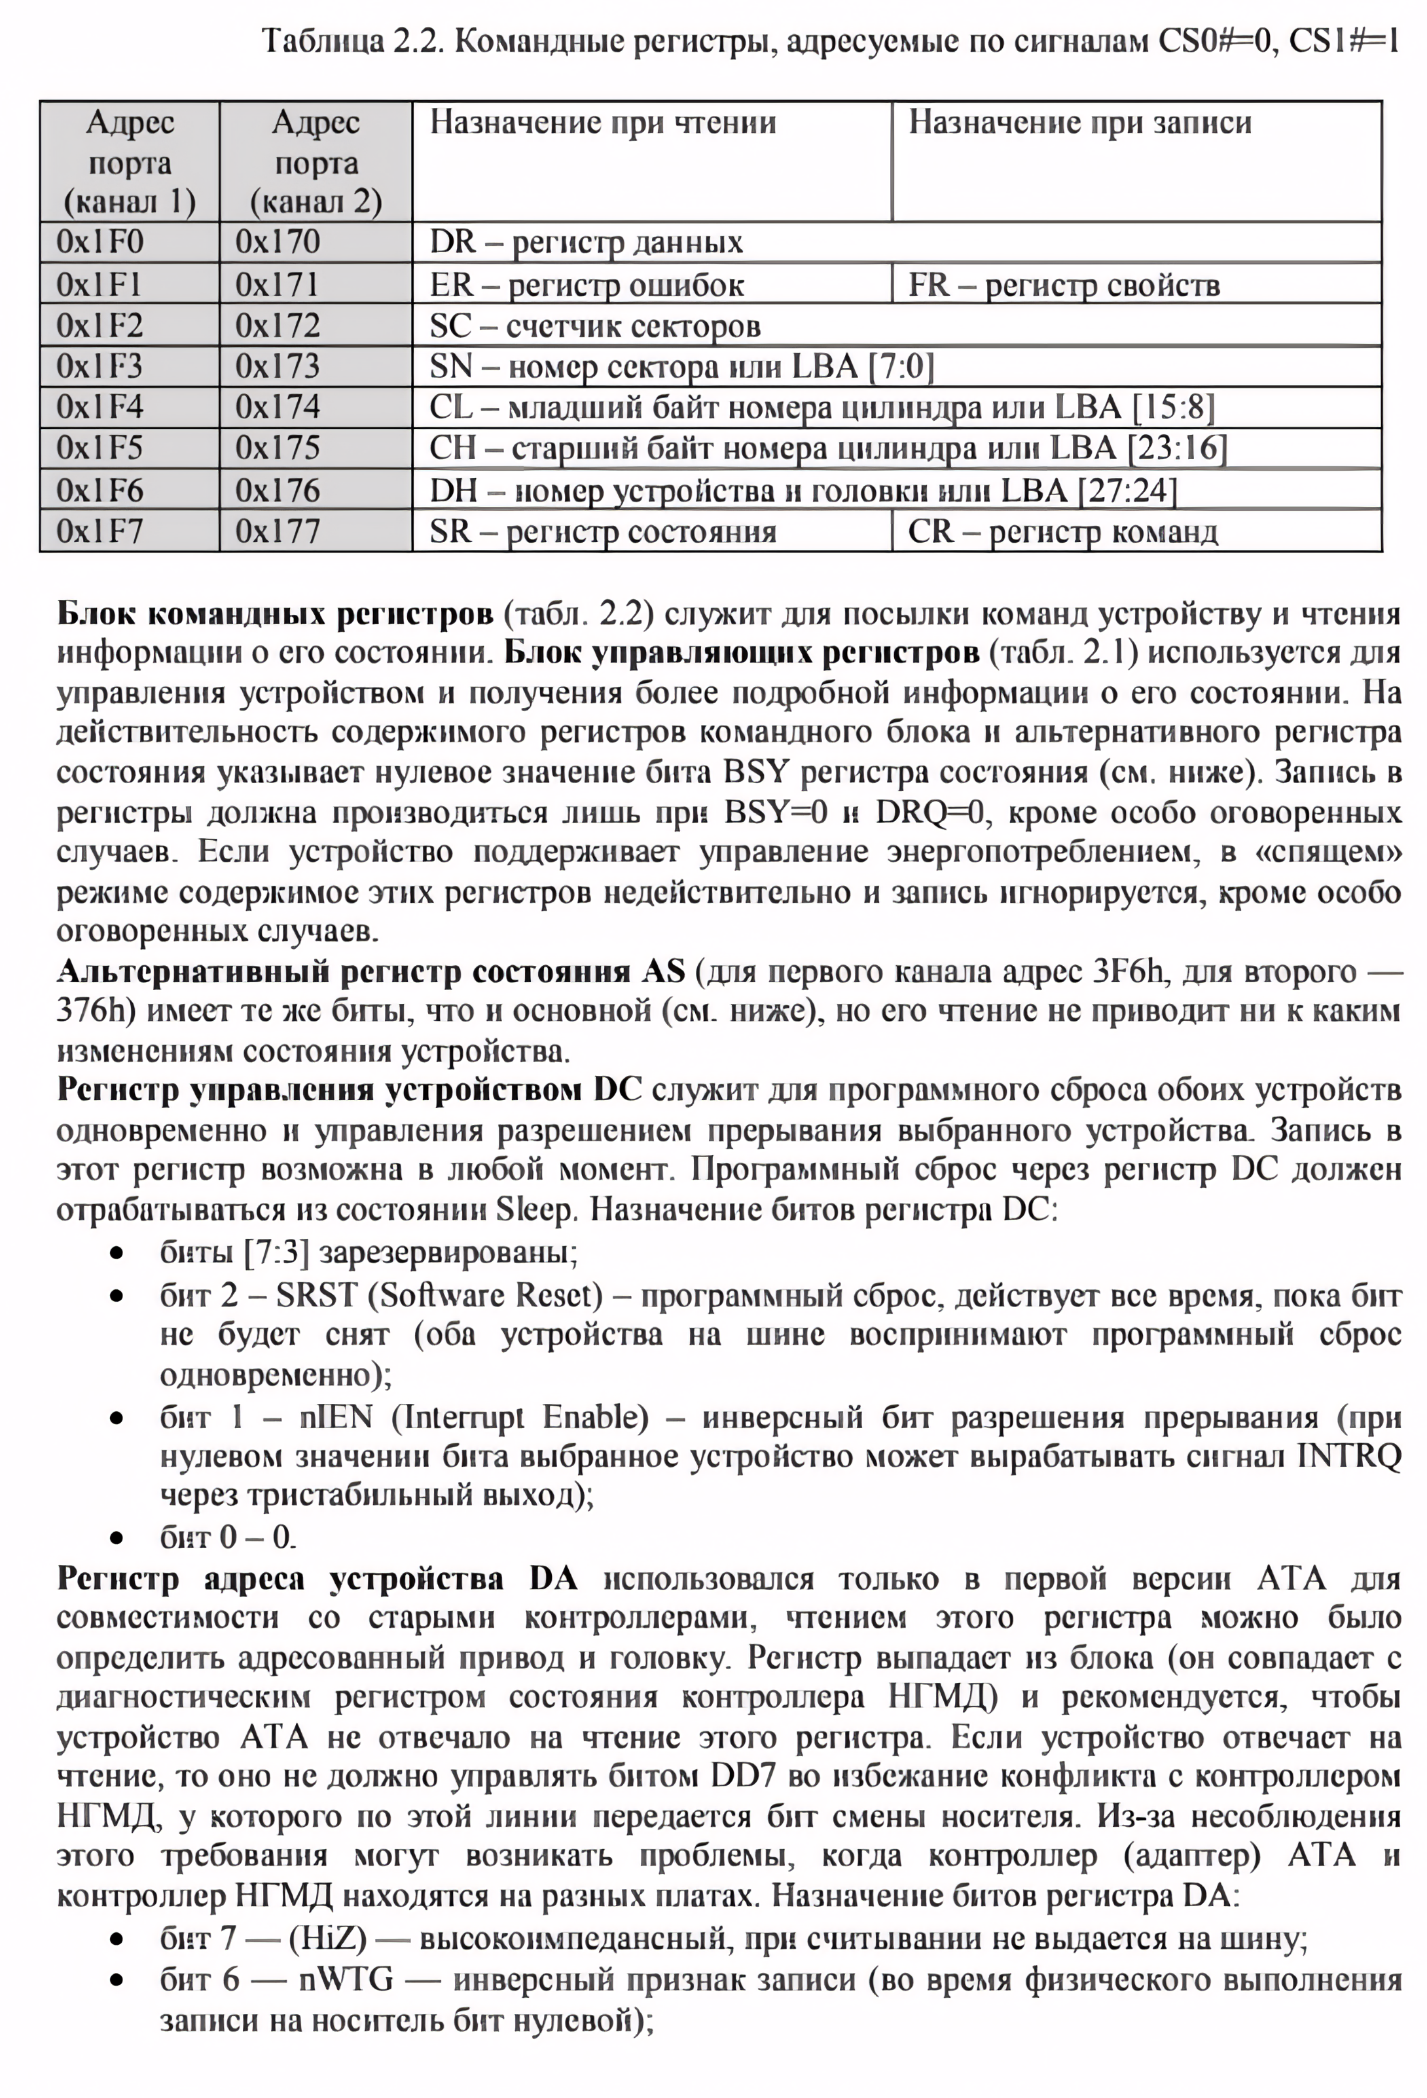 Таблица 2.2. Командные регистры, адресуемые по сигналам CS0#=0, CS1#=1
Адрес порта (канал 1) Адрес порта (канал 2) Назначение при чтении Назначение при записи
0x1F0 0x170 DR – регистр данных
0x1F1 0x171 ER – регистр ошибок FR – регистр свойств
0x1F2 0x172 SC – счетчик секторов
0x1F3 0x173 SN – номер сектора или LBA [7:0]
0x1F4 0x174 CL – младший байт номера цилиндра или LBA [15:8]
0x1F5 0x175 CH – старший байт номера цилиндра или LBA [23:16]
0x1F6 0x176 DH – номер устройства и головки или LBA [27:24]
0x1F7 0x177 SR – регистр состояния CR – регистр команд
Блок командных регистров (табл. 2.2) служит для посылки команд устройству и чтения
информации о его состоянии. Блок управляющих регистров (табл. 2.1) используется для
управления устройством и получения более подробной информации о его состоянии. На
действительность содержимого регистров командного блока и альтернативного регистра
состояния указывает нулевое значение бита BSY регистра состояния (см. ниже). Запись в
регистры должна производиться лишь при BSY=0 и DRQ=0, кроме особо оговоренных
случаев. Если устройство поддерживает управление энергопотреблением, в «спящем»
режиме содержимое этих регистров недействительно и запись игнорируется, кроме особо
оговоренных случаев.
Альтернативный регистр состояния AS (для первого канала адрес 3F6h, для второго —
376h) имеет те же биты, что и основной (см. ниже), но его чтение не приводит ни к каким
изменениям состояния устройства.
Регистр управления устройством DC служит для программного сброса обоих устройств
одновременно и управления разрешением прерывания выбранного устройства. Запись в
этот регистр возможна в любой момент. Программный сброс через регистр DC должен
отрабатываться из состоянии Sleep. Назначение битов регистра DC:
• биты [7:3] зарезервированы;
• бит 2 – SRST (Software Reset) – программный сброс, действует все время, пока бит
не будет снят (оба устройства на шине воспринимают программный сброс
одновременно);
• бит 1 – nIEN (Interrupt Enable) – инверсный бит разрешения прерывания (при
нулевом значении бита выбранное устройство может вырабатывать сигнал INTRQ
через тристабильный выход);
• бит 0 – 0.
Регистр адреса устройства DA использовался только в первой версии АТА для
совместимости со старыми контроллерами, чтением этого регистра можно было
определить адресованный привод и головку. Регистр выпадает из блока (он совпадает с
диагностическим регистром состояния контроллера НГМД) и рекомендуется, чтобы
устройство АТА не отвечало на чтение этого регистра. Если устройство отвечает на
чтение, то оно не должно управлять битом DD7 во избежание конфликта с контроллером
НГМД, у которого по этой линии передается бит смены носителя. Из-за несоблюдения
этого требования могут возникать проблемы, когда контроллер (адаптер) АТА и
контроллер НГМД находятся на разных платах. Назначение битов регистра DA:
• бит 7 — (HiZ) — высокоимпедансный, при считывании не выдается на шину;
• бит 6 — nWTG — инверсный признак записи (во время физического выполнения
записи на носитель бит нулевой);